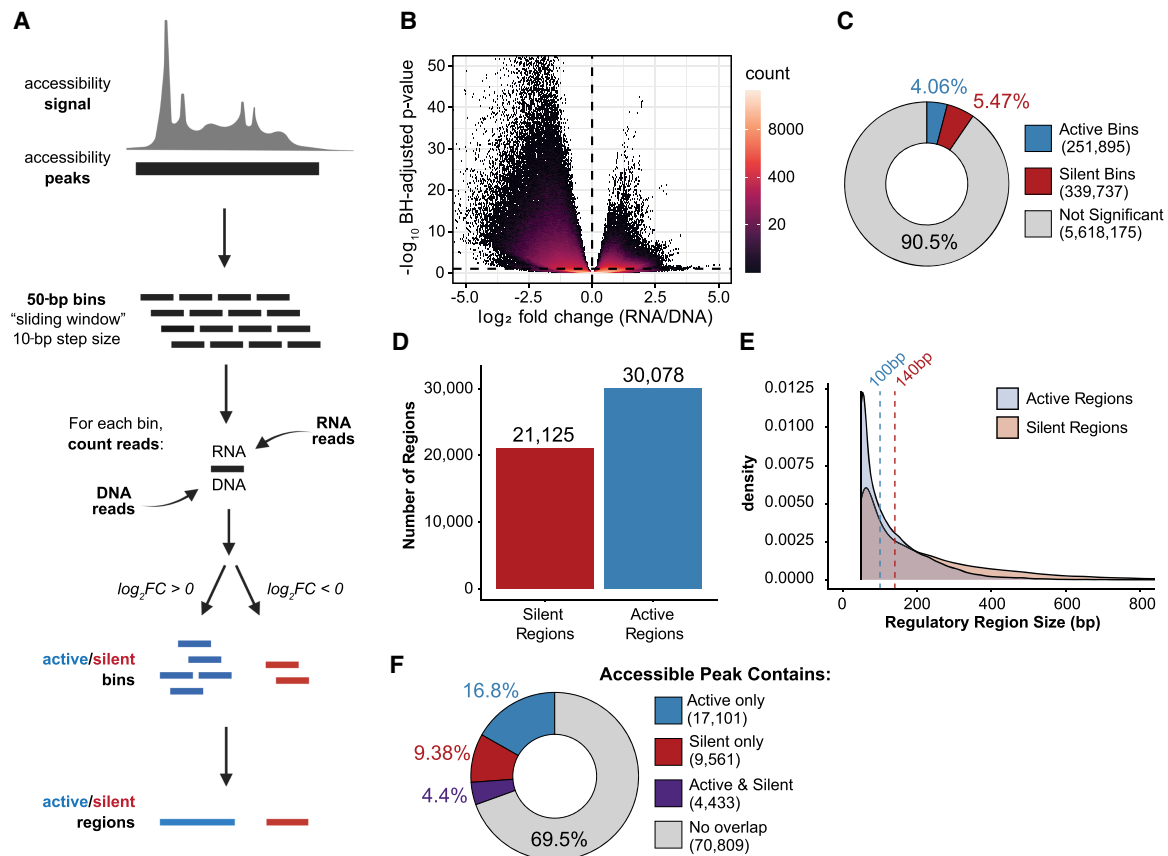 A
accessibility
signal
accessibility
peaks
50-bp bins
“sliding window”
10-bp step size
For each bin,
count reads:
RNA
reads
RNA
DNA
DNA
reads
log₂FC > 0
log₂FC < 0
active/silent
bins
active/silent
regions
B
-log₁₀ BH-adjusted p-value
50
40
30
20
10
0
-5.0
-2.5
0.0
2.5
5.0
log₂ fold change (RNA/DNA)
count
8000
400
20
C
4.06%
5.47%
90.5%
Active Bins
(251,895)
Silent Bins
(339,737)
Not Significant
(5,618,175)
D
Number of Regions
30,000
20,000
10,000
0
21,125
30,078
Silent
Regions
Active
Regions
E
100bp
140bp
density
0.0125
0.0100
0.0075
0.0050
0.0025
0.0000
0
200
400
600
800
Regulatory Region Size (bp)
Active Regions
Silent Regions
F
Accessible Peak Contains:
16.8%
9.38%
4.4%
69.5%
Active only
(17,101)
Silent only
(9,561)
Active & Silent
(4,433)
No overlap
(70,809)